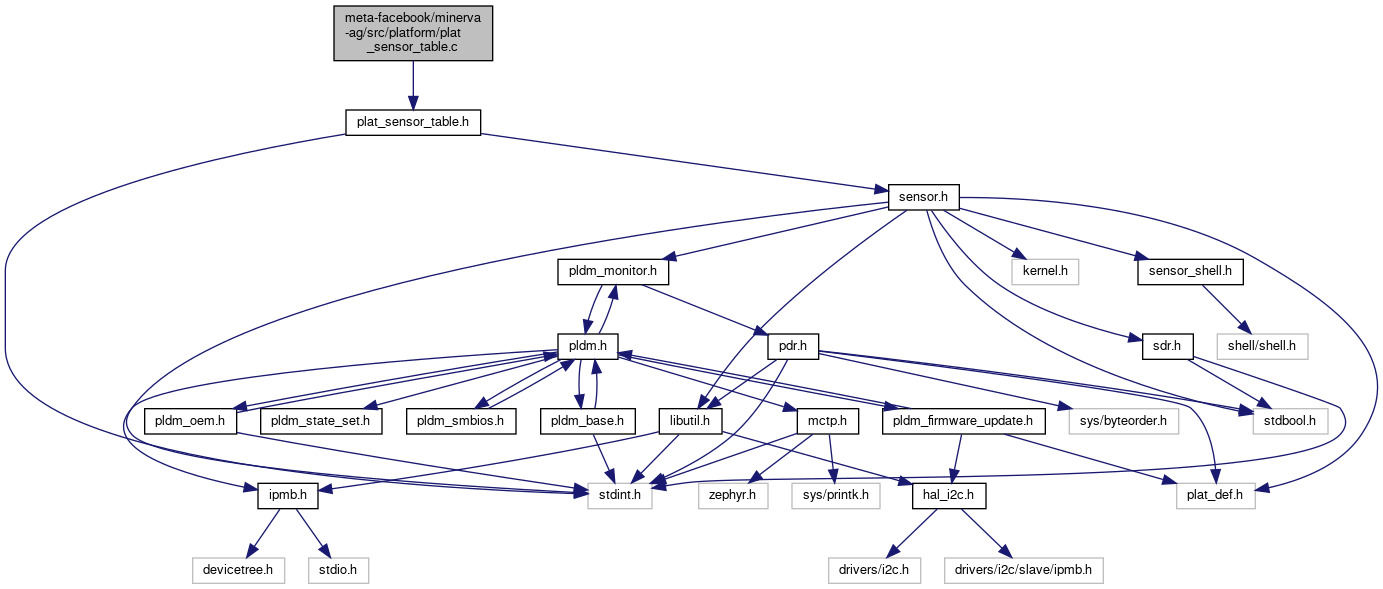 meta-facebook/minerva
-ag/src/platform/plat
_sensor_table.c
plat_sensor_table.h
sensor.h
pldm_monitor.h
kernel.h
sensor_shell.h
pldm.h
pdr.h
sdr.h
shell/shell.h
pldm_oem.h
pldm_state_set.h
pldm_smbios.h
pldm_base.h
libutil.h
mctp.h
pldm_firmware_update.h
sys/byteorder.h
stdbool.h
ipmb.h
stdint.h
zephyr.h
sys/printk.h
hal_i2c.h
plat_def.h
devicetree.h
stdio.h
drivers/i2c.h
drivers/i2c/slave/ipmb.h